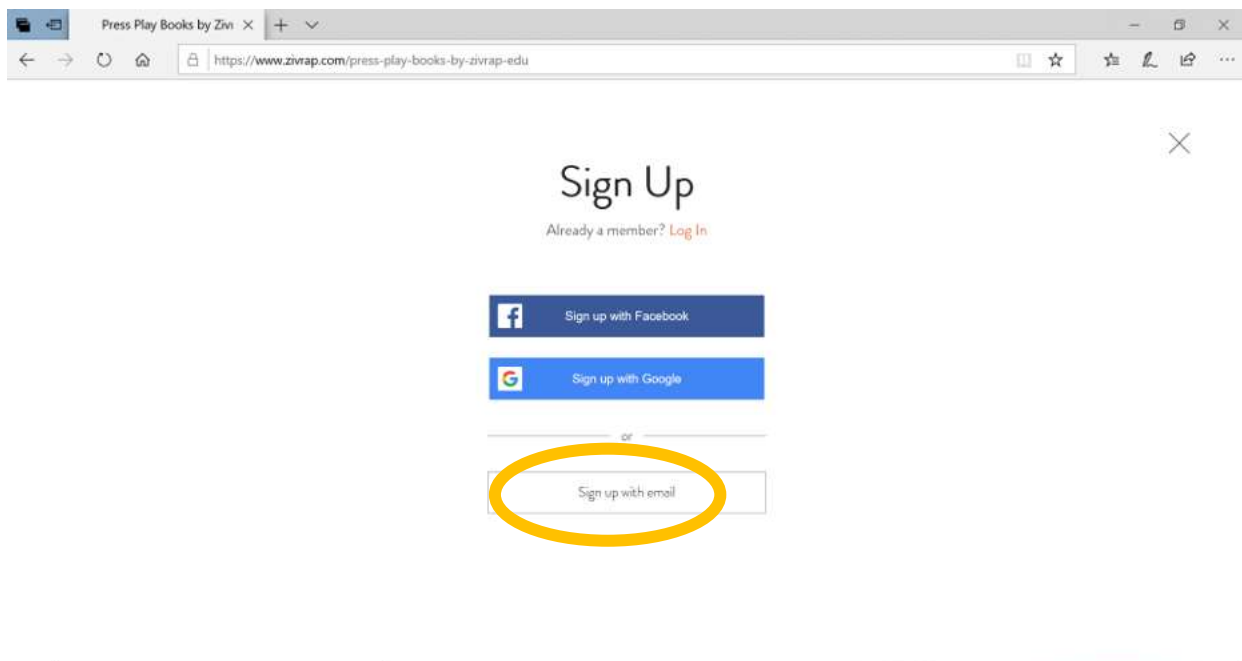 Press Play Books by Ziv
https://www.zivrap.com/press-play-books-by-zivrap-edu
Sign Up
Already a member? Log In
Sign up with Facebook
Sign up with Google
or
Sign up with email